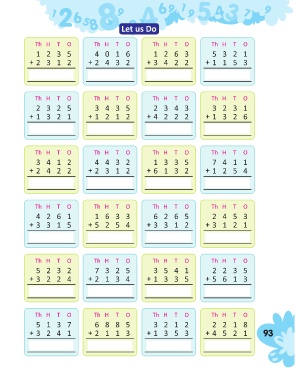 Let us Do
Th H T O Th H T O Th H T O Th H T O
1 2 3 5 4 0 1 6 1 2 6 3 5 3 2 1
+ 2 3 1 2 + 2 4 3 2 + 3 4 2 2 + 1 1 5 3
Th H T O Th H T O Th H T O Th H T O
2 3 2 5 3 4 3 1 2 3 4 3 3 2 3 1
+ 1 3 2 1 + 1 2 1 2 + 4 2 2 2 + 1 3 2 6
Th H T O Th H T O Th H T O Th H T O
3 4 1 2 4 4 3 2 1 3 3 5 7 4 1 1
+ 2 4 2 2 + 2 3 1 2 + 6 1 3 2 + 1 2 5 4
Th H T O Th H T O Th H T O Th H T O
4 2 6 1 1 6 3 3 6 2 6 5 2 4 5 3
+ 3 3 1 5 + 5 2 5 4 + 3 3 1 2 + 3 1 2 1
Th H T O Th H T O Th H T O Th H T O
5 2 3 2 7 3 2 5 3 5 4 1 2 2 3 5
+ 3 2 2 4 + 2 1 3 4 + 1 3 3 5 + 5 6 1 3
Th H T O Th H T O Th H T O Th H T O
5 1 3 7 6 8 8 5 3 2 1 2 2 2 1 8
+ 3 2 4 1 + 2 1 1 3 + 1 3 5 3 + 4 5 2 1
93